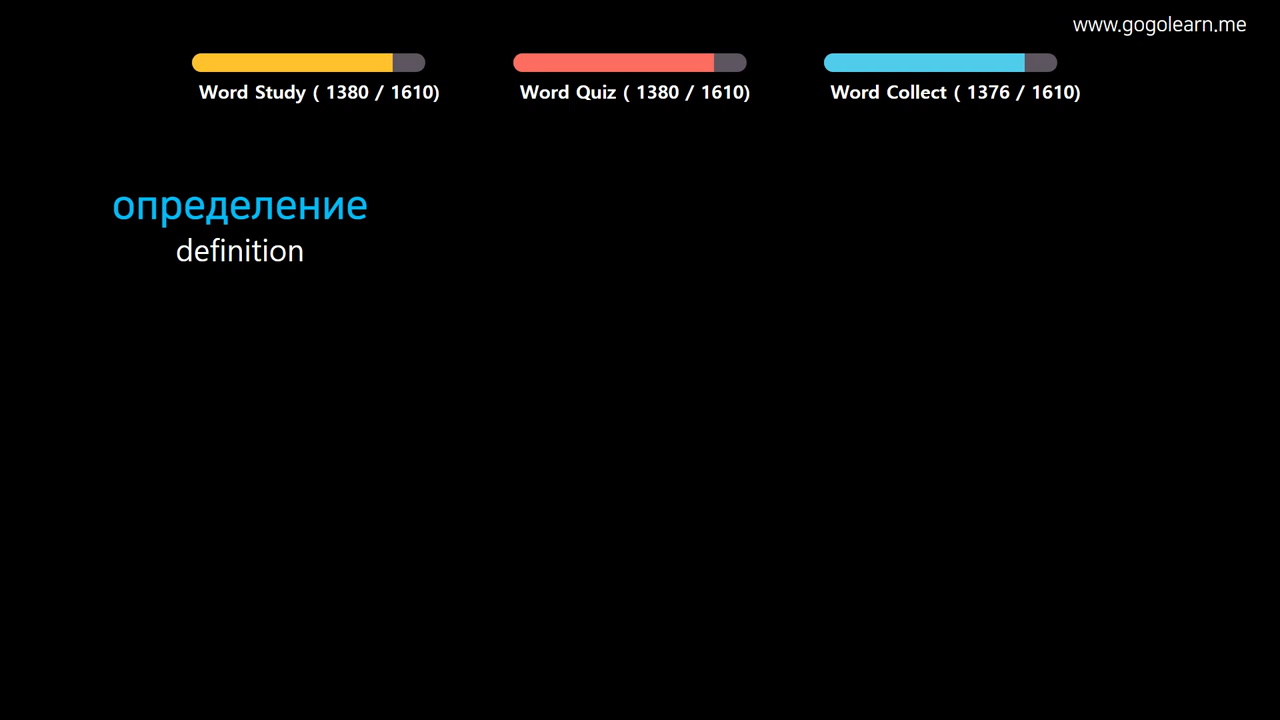 www.gogolearn.me
Word Study ( 1380 / 1610)
Word Quiz ( 1380 / 1610)
Word Collect ( 1376 / 1610)
определение
definition